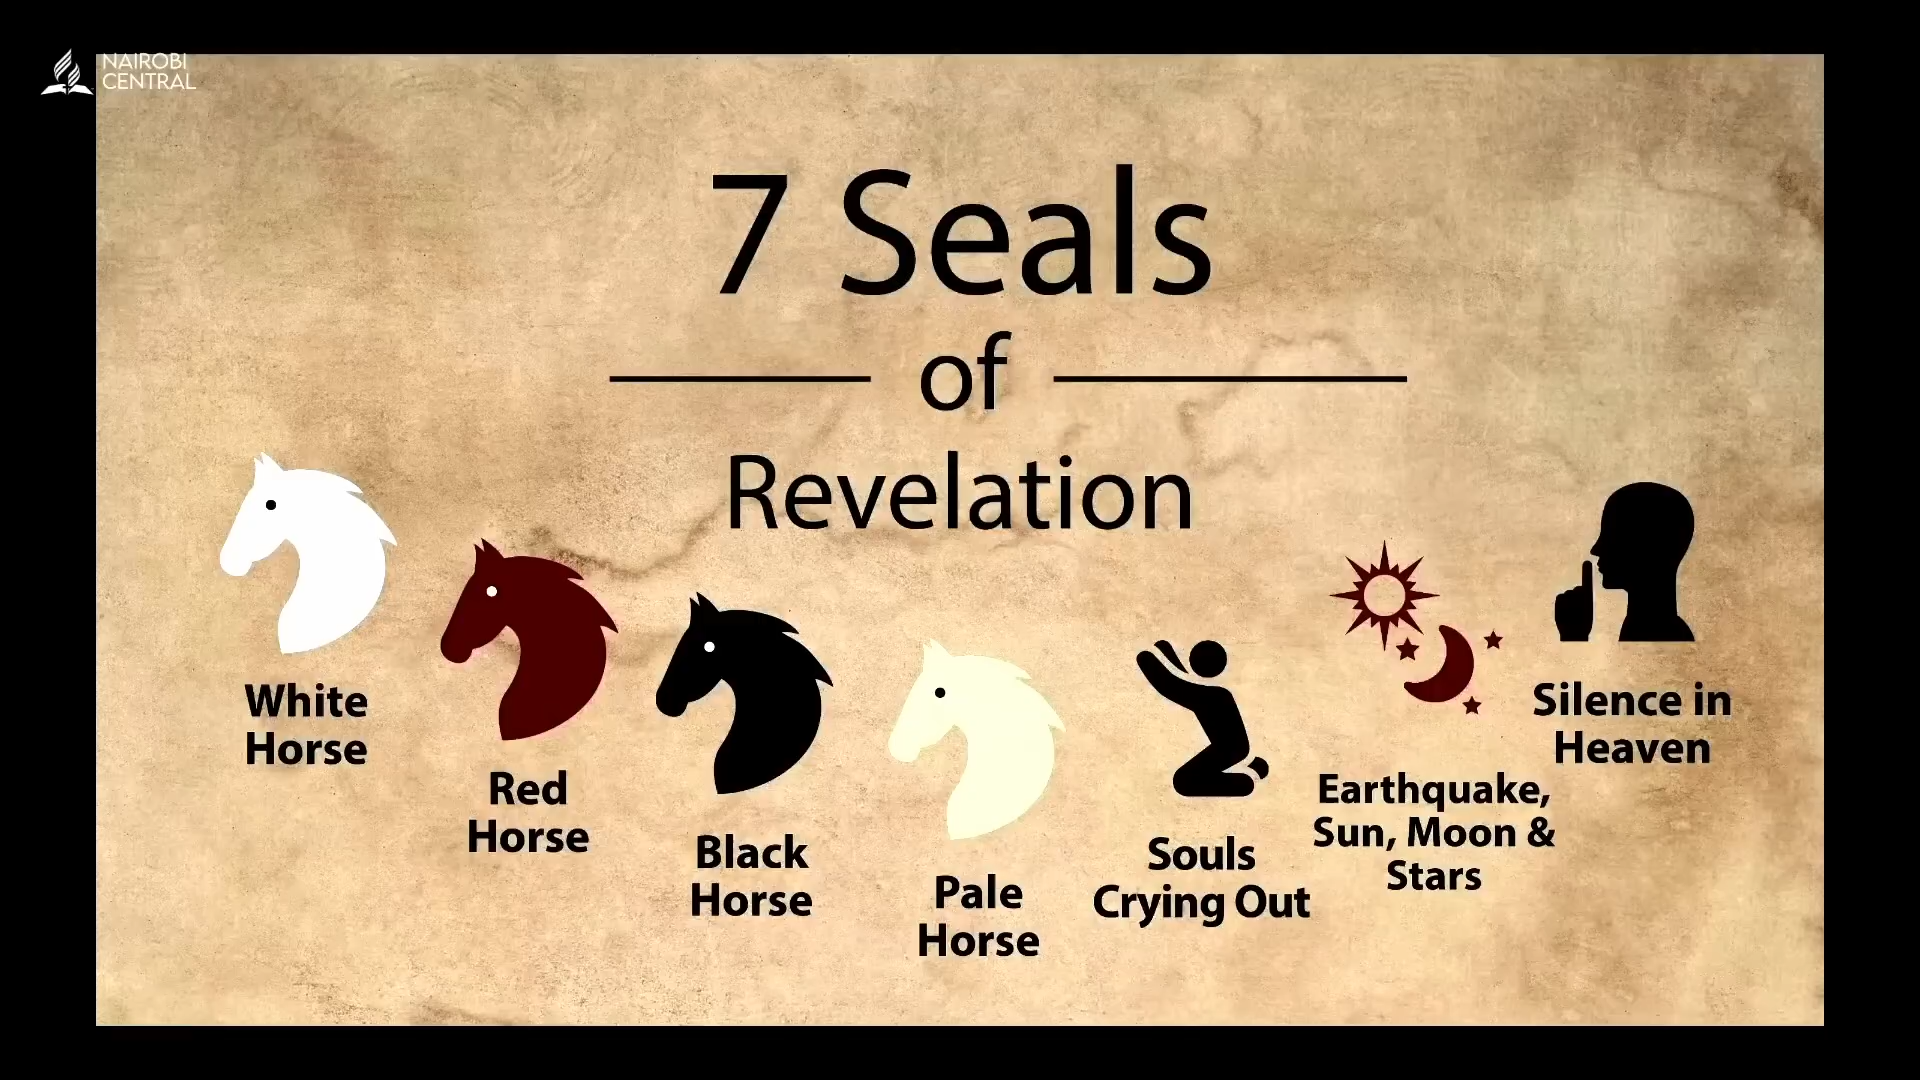 NAIROBI
CENTRAL
7 Seals
of
Revelation
White
Horse
Red
Horse
Black
Horse
Pale
Horse
Souls
Crying Out
Earthquake,
Sun, Moon &
Stars
Silence in
Heaven